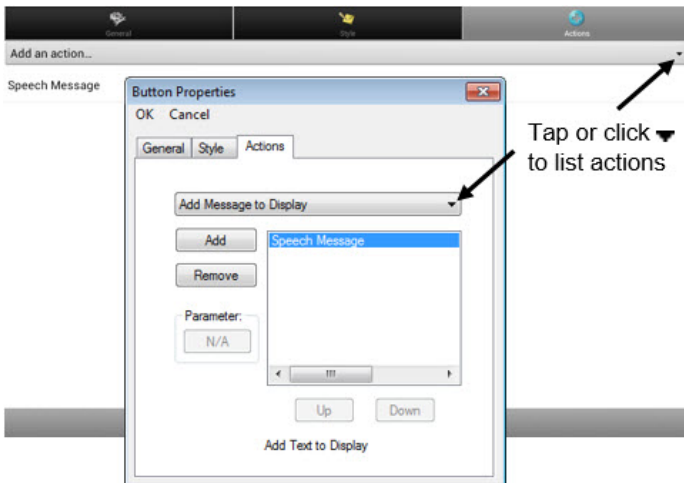 General Style Actions
Add an action...
Speech Message
Button Properties
OK Cancel
General Style Actions
Tap or click
to list actions
Add Message to Display
Add
Speech Message
Remove
Parameter:
N/A
Up Down
Add Text to Display